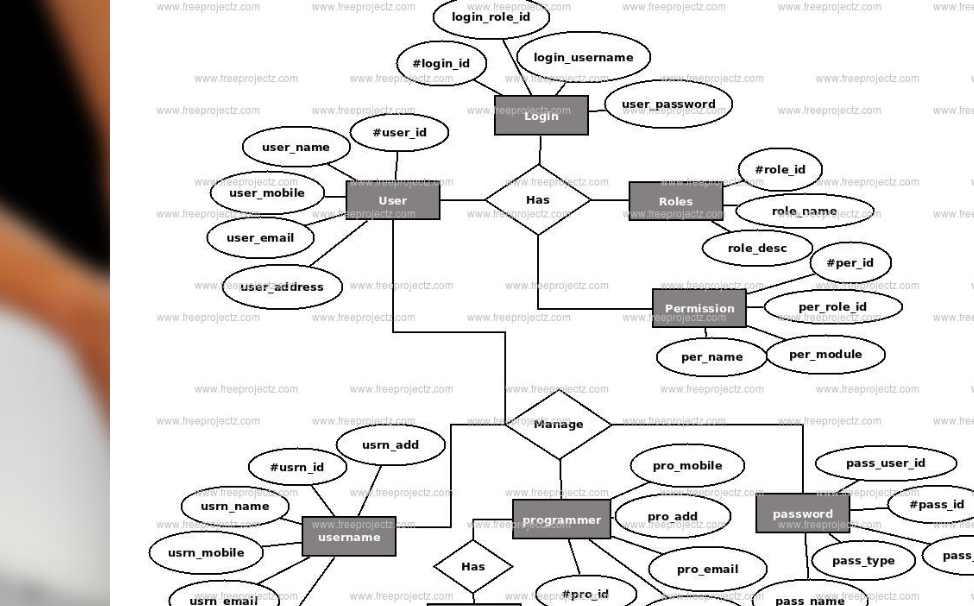 login_role_id
login_username
#login_id
user_password
Login
#user_id
user_name
user_mobile
User
user_email
user_address
Has
Roles
#role_id
role_name
role_desc
#per_id
Permission
per_role_id
per_name
per_module
Manage
usrn_add
#usrn_id
usrn_name
usrn_mobile
username
usrn_email
Has
pro_mobile
programmer
pro_add
pro_email
#pro_id
pass_user_id
password
#pass_id
pass_type
pass_
pass_name
www.freeprojectz.com